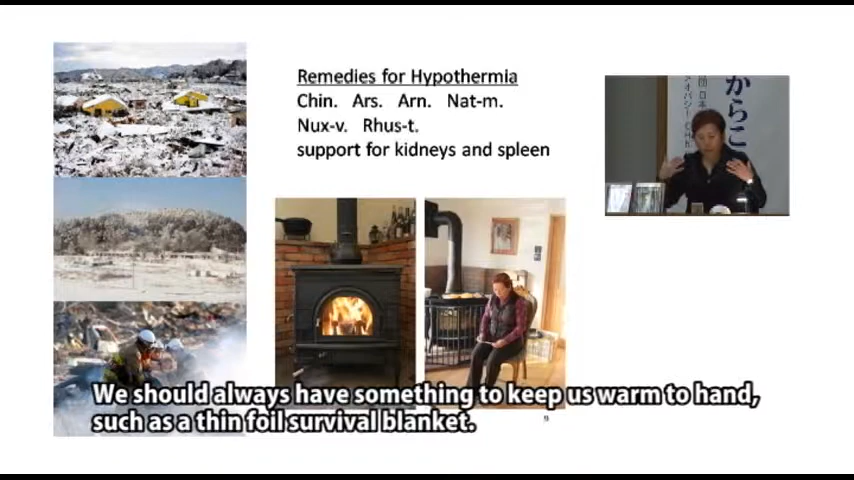 Remedies for Hypothermia
Chin. Ars. Arn. Nat-m.
Nux-v. Rhus-t.
support for kidneys and spleen
からこ
We should always have something to keep us warm to hand,
such as a thin foil survival blanket.
9